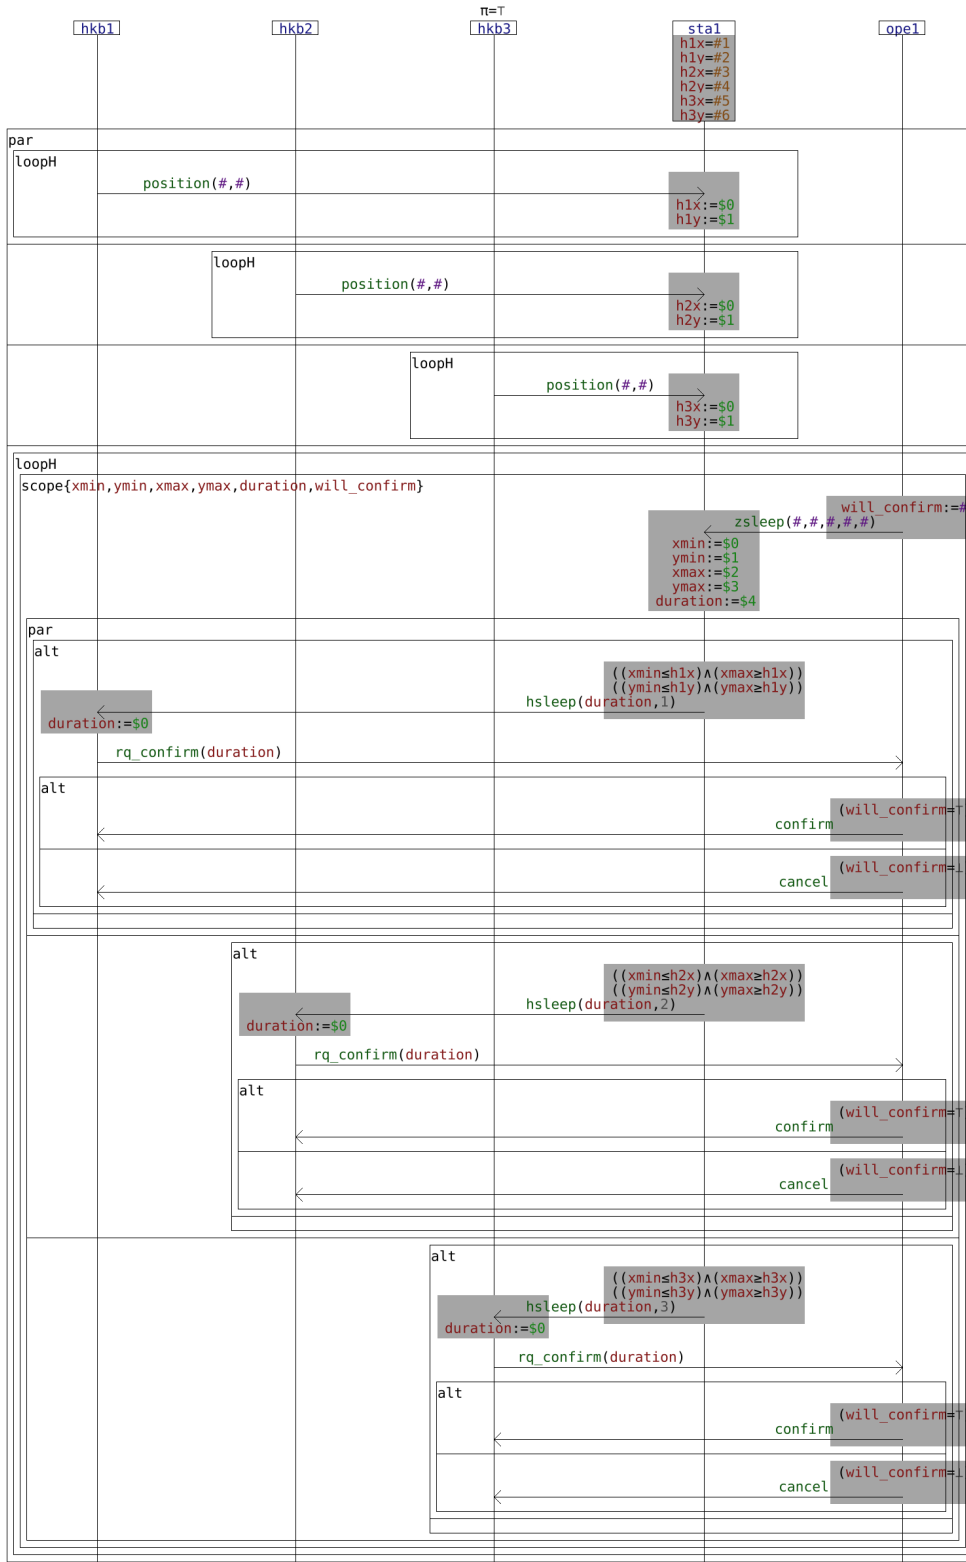 π=⊤
hkb1 hkb2 hkb3 sta1 ope1
h1x=#1
h1y=#2
h2x=#3
h2y=#4
h3x=#5
h3y=#6
par
loopH
position(#,#)
h1x:=$0
h1y:=$1
loopH
position(#,#)
h2x:=$0
h2y:=$1
loopH
position(#,#)
h3x:=$0
h3y:=$1
loopH
scope{xmin,ymin,xmax,ymax,duration,will_confirm}
will_confirm:=#
zsleep(#,#,#,#,#)
xmin:=$0
ymin:=$1
xmax:=$2
ymax:=$3
duration:=$4
par
alt
((xmin≤h1x)∧(xmax≥h1x))
((ymin≤h1y)∧(ymax≥h1y))
hsleep(duration,1)
duration:=$0
rq_confirm(duration)
alt
(will_confirm=⊤
confirm
(will_confirm=⊥
cancel
alt
((xmin≤h2x)∧(xmax≥h2x))
((ymin≤h2y)∧(ymax≥h2y))
hsleep(duration,2)
duration:=$0
rq_confirm(duration)
alt
(will_confirm=⊤
confirm
(will_confirm=⊥
cancel
alt
((xmin≤h3x)∧(xmax≥h3x))
((ymin≤h3y)∧(ymax≥h3y))
hsleep(duration,3)
duration:=$0
rq_confirm(duration)
alt
(will_confirm=⊤
confirm
(will_confirm=⊥
cancel